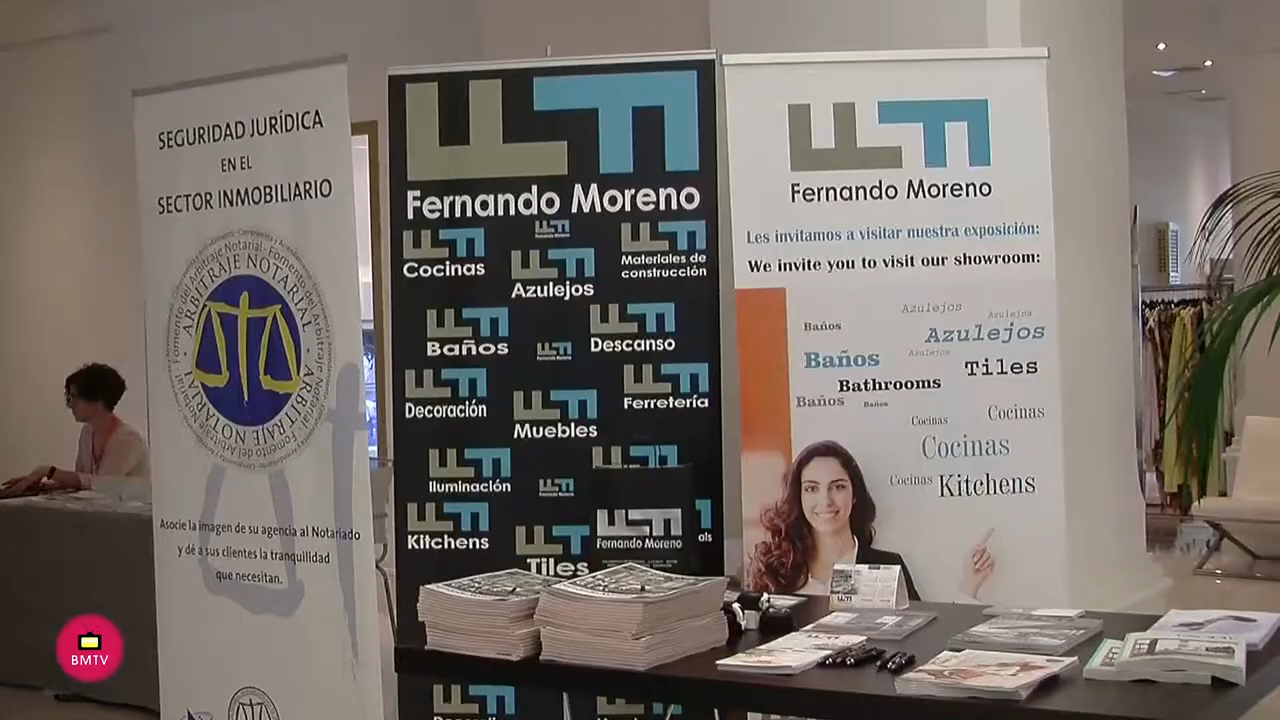 SEGURIDAD JURÍDICA
EN EL
SECTOR INMOBILIARIO
ARBITRAJE NOTARIAL
ARBITRAJE NOTARIAL
Asocie la imagen de su agencia al Notariado
y dé a sus clientes la tranquilidad
que necesitan.
BMTV
Fernando Moreno
Cocinas
Azulejos
Materiales de
construcción
Baños
Descanso
Decoración
Muebles
Ferretería
Iluminación
Kitchens
Tiles
Fernando Moreno
als
Fernando Moreno
Les invitamos a visitar nuestra exposición:
We invite you to visit our showroom:
Baños
Azulejos
Azulejos
Azulejos
Baños
Azulejos
Bathrooms
Tiles
Baños
Baños
Cocinas
Cocinas
Cocinas
Cocinas
Kitchens